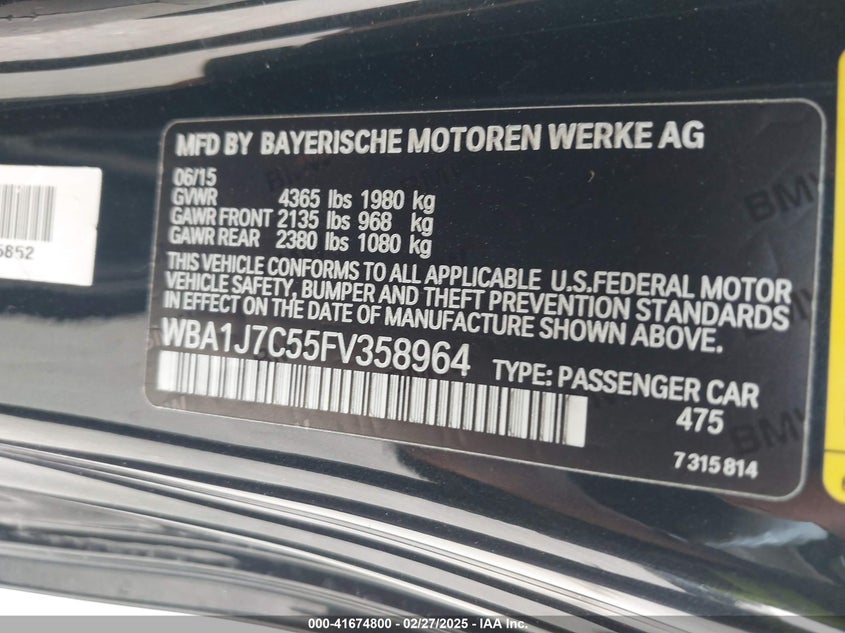 MFD BY BAYERISCHE MOTOREN WERKE AG
06/15
GVWR 4365 lbs 1980 kg
GAWR FRONT 2135 lbs 968 kg
GAWR REAR 2380 lbs 1080 kg
THIS VEHICLE CONFORMS TO ALL APPLICABLE U.S.FEDERAL MOTOR
VEHICLE SAFETY, BUMPER AND THEFT PREVENTION STANDARDS
IN EFFECT ON THE DATE OF MANUFACTURE SHOWN ABOVE.
WBA1J7C55FV358964 TYPE: PASSENGER CAR
475
7315814
5852
BMW
000-41674800 - 02/27/2025 - IAA Inc.